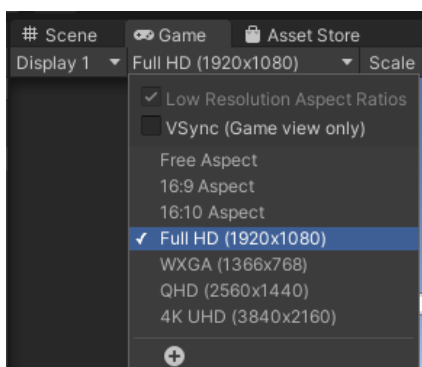 Scene Game Asset Store
Display 1 Full HD (1920x1080) Scale
Low Resolution Aspect Ratios
VSync (Game view only)
Free Aspect
16:9 Aspect
16:10 Aspect
Full HD (1920x1080)
WXGA (1366x768)
QHD (2560x1440)
4K UHD (3840x2160)